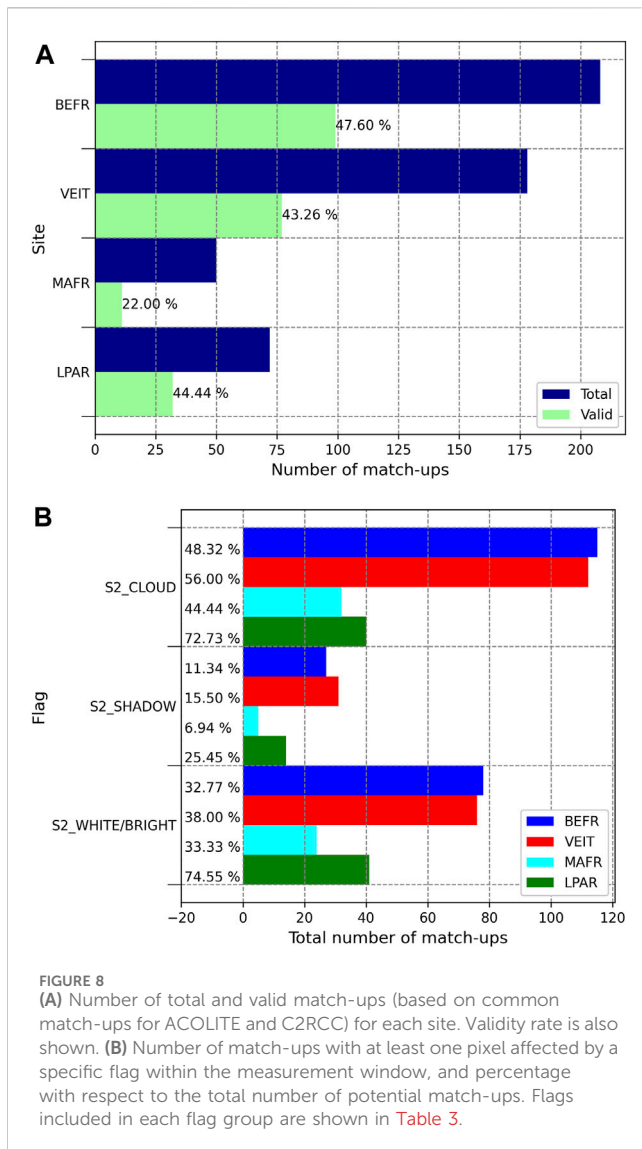 A
BEFR
47.60 %
VEIT
43.26 %
Site
MAFR
22.00 %
LPAR
44.44 %
Total
Valid
0 25 50 75 100 125 150 175 200
Number of match-ups
B
S2_CLOUD
48.32 %
56.00 %
44.44 %
72.73 %
Flag
S2_SHADOW
11.34 %
15.50 %
6.94 %
25.45 %
S2_WHITE/BRIGHT
32.77 %
38.00 %
33.33 %
74.55 %
BEFR
VEIT
MAFR
LPAR
−20 0 20 40 60 80 100 120
Total number of match-ups
FIGURE 8
(A) Number of total and valid match-ups (based on common
match-ups for ACOLITE and C2RCC) for each site. Validity rate is also
shown. (B) Number of match-ups with at least one pixel affected by a
specific flag within the measurement window, and percentage
with respect to the total number of potential match-ups. Flags
included in each flag group are shown in Table 3.